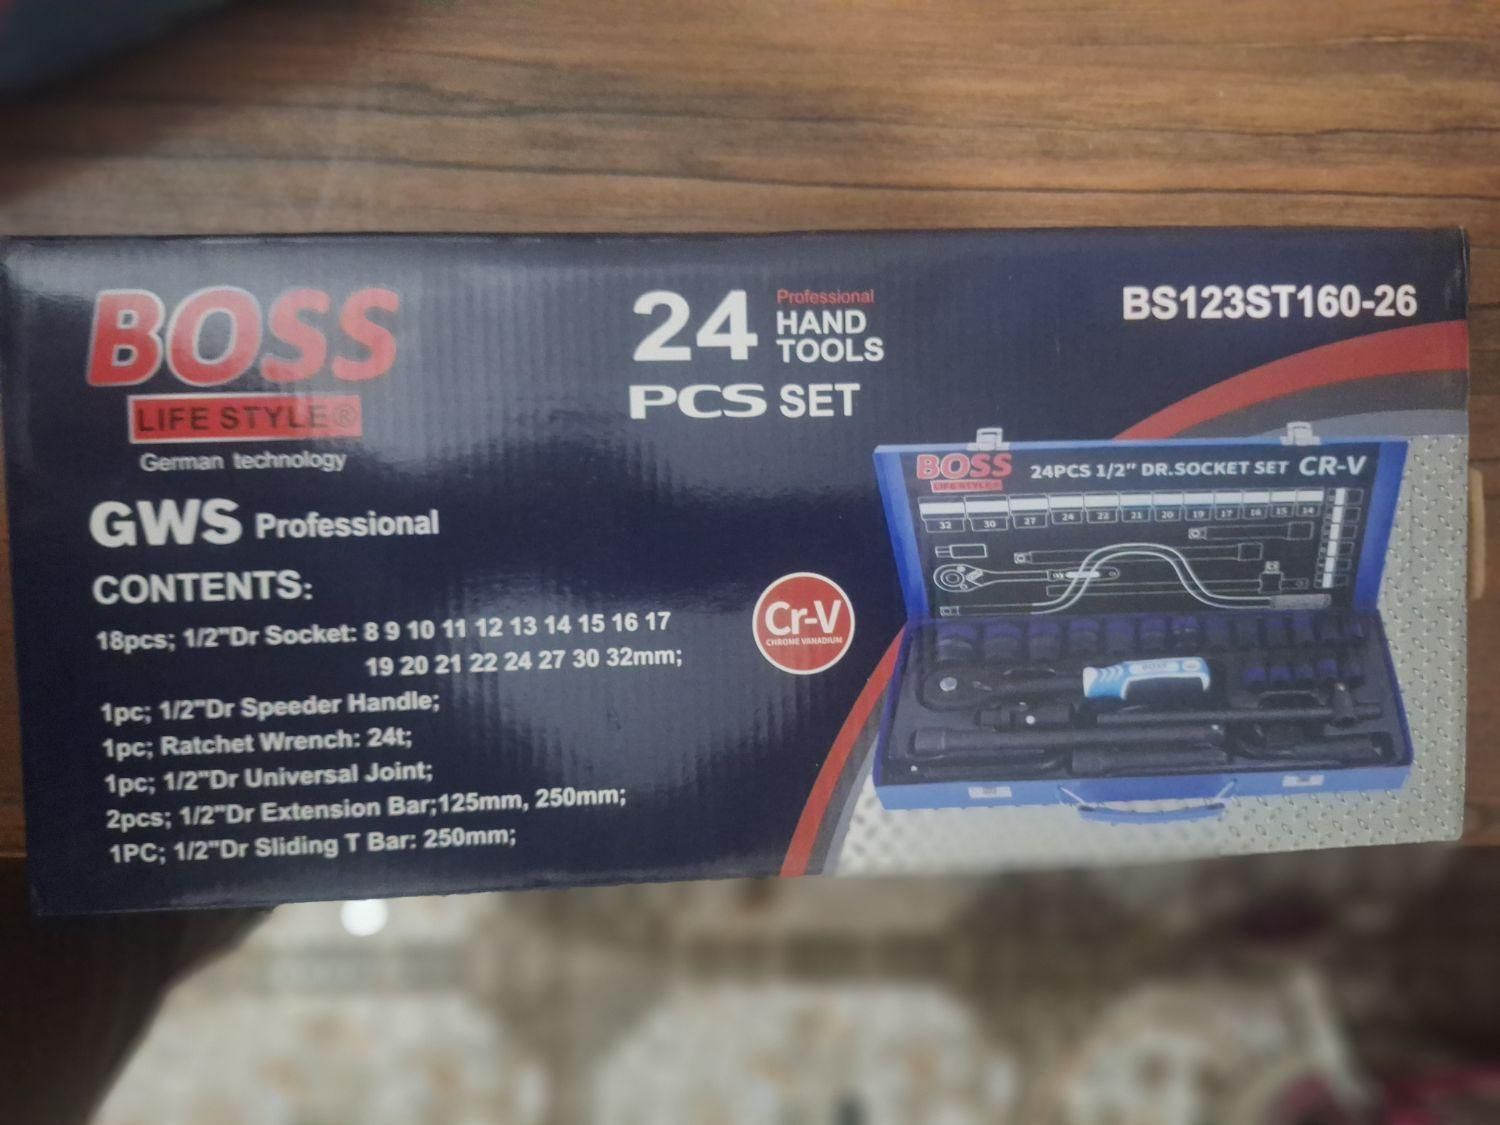 BOSS
LIFE STYLE®
German technology
24 Professional
HAND
TOOLS
PCS SET
BS123ST160-26
GWS Professional
CONTENTS:
18pcs; 1/2"Dr Socket: 8 9 10 11 12 13 14 15 16 17
19 20 21 22 24 27 30 32mm;
1pc; 1/2"Dr Speeder Handle;
1pc; Ratchet Wrench: 24t;
1pc; 1/2"Dr Universal Joint;
2pcs; 1/2"Dr Extension Bar;125mm, 250mm;
1PC; 1/2"Dr Sliding T Bar: 250mm;
Cr-V
CHROME VANADIUM
BOSS
LIFE STYLE®
24PCS 1/2" DR.SOCKET SET CR-V
32 30 27 24 22 21 20 19 17 16 15 14
BOSS